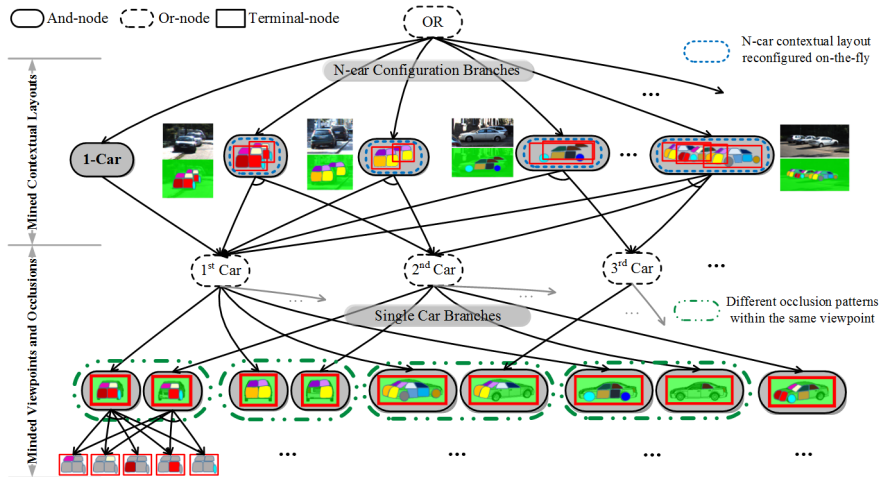 And-node
Or-node
Terminal-node
OR
N-car contextual layout
reconfigured on-the-fly
N-car Configuration Branches
...
Mined Contextual Layouts
1-Car
...
1st Car
2nd Car
3rd Car
...
...
...
...
Single Car Branches
Different occlusion patterns
within the same viewpoint
Minded Viewpoints and Occlusions
...
...
...
...